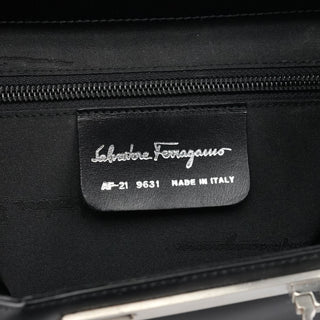 Salvatore Ferragamo
AF-21 9631 MADE IN ITALY